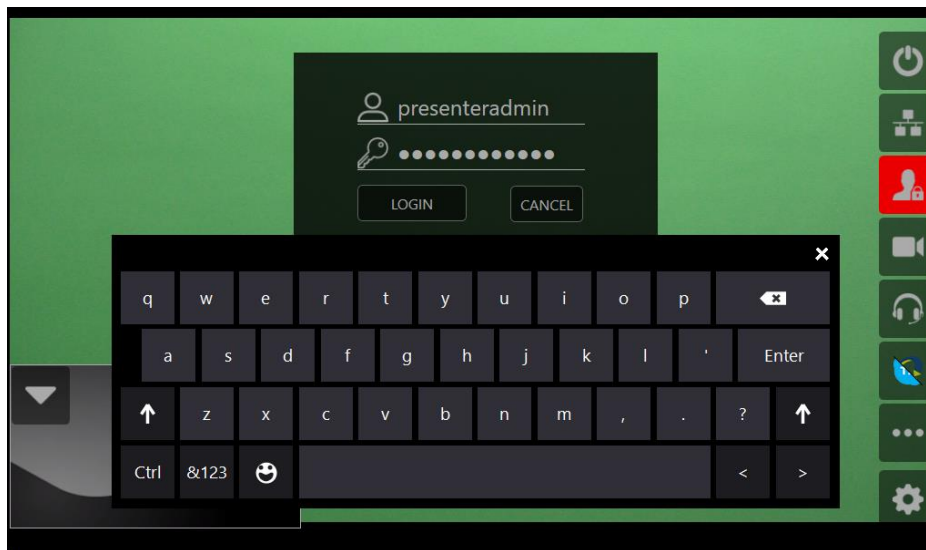 presenteradmin
●●●●●●●●●●●●
LOGIN CANCEL
q w e r t y u i o p
a s d f g h j k l ' Enter
z x c v b n m , . ?
Ctrl &123 < >